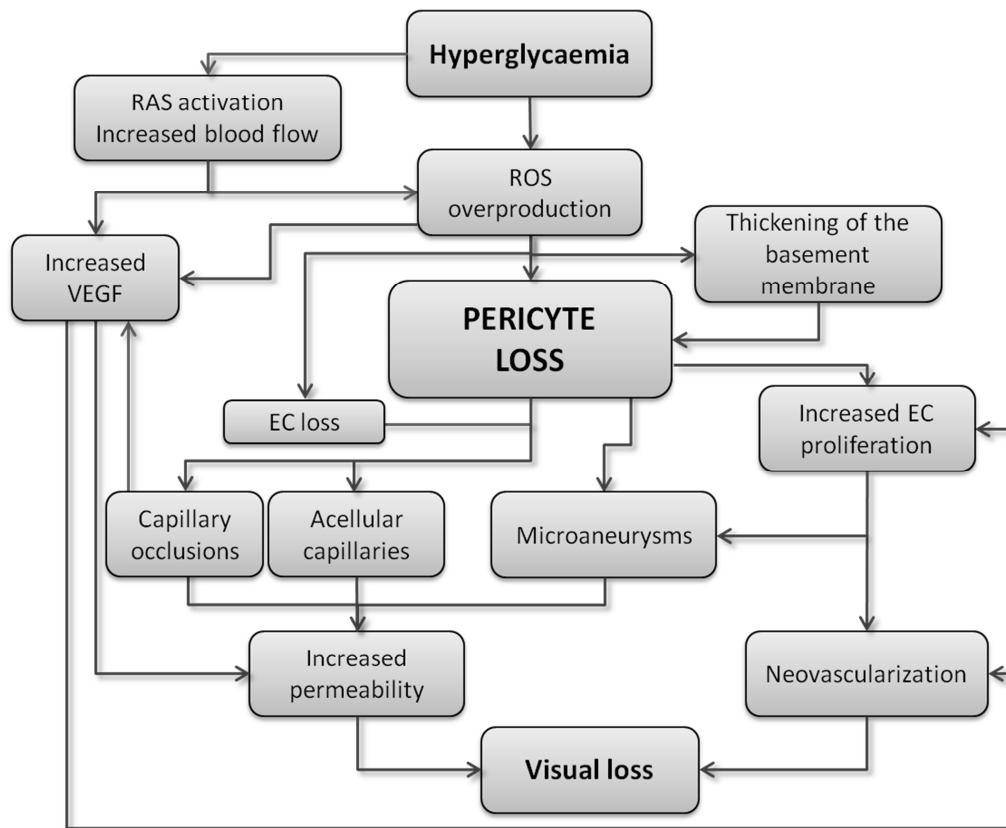 Hyperglycaemia
RAS activation
Increased blood flow
ROS
overproduction
Thickening of the
basement
membrane
Increased
VEGF
PERICYTE
LOSS
EC loss
Increased EC
proliferation
Capillary
occlusions
Acellular
capillaries
Microaneurysms
Increased
permeability
Neovascularization
Visual loss